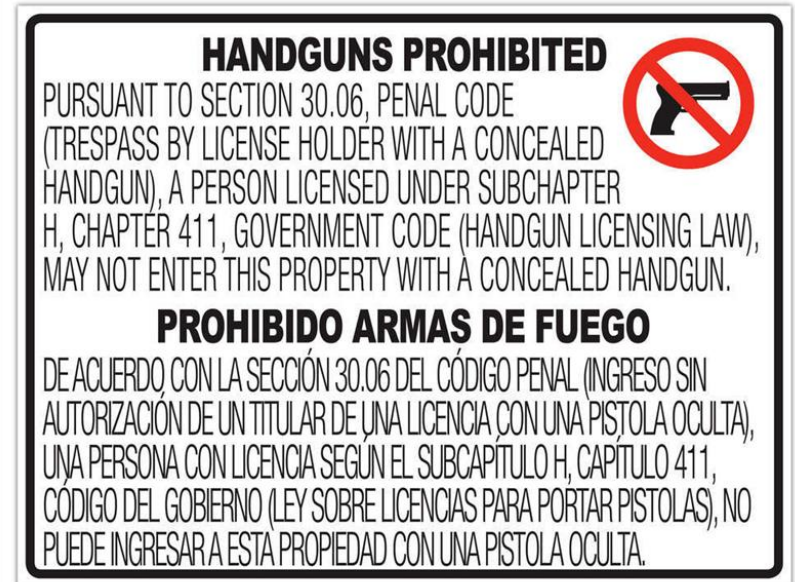 HANDGUNS PROHIBITED
PURSUANT TO SECTION 30.06, PENAL CODE
(TRESPASS BY LICENSE HOLDER WITH A CONCEALED
HANDGUN), A PERSON LICENSED UNDER SUBCHAPTER
H, CHAPTER 411, GOVERNMENT CODE (HANDGUN LICENSING LAW),
MAY NOT ENTER THIS PROPERTY WITH A CONCEALED HANDGUN.
PROHIBIDO ARMAS DE FUEGO
DE ACUERDO CON LA SECCIÓN 30.06 DEL CÓDIGO PENAL (INGRESO SIN
AUTORIZACIÓN DE UN TITULAR DE UNA LICENCIA CON UNA PISTOLA OCULTA),
UNA PERSONA CON LICENCIA SEGÚN EL SUBCAPÍTULO H, CAPÍTULO 411,
CÓDIGO DEL GOBIERNO (LEY SOBRE LICENCIAS PARA PORTAR PISTOLAS), NO
PUEDE INGRESAR A ESTA PROPIEDAD CON UNA PISTOLA OCULTA.